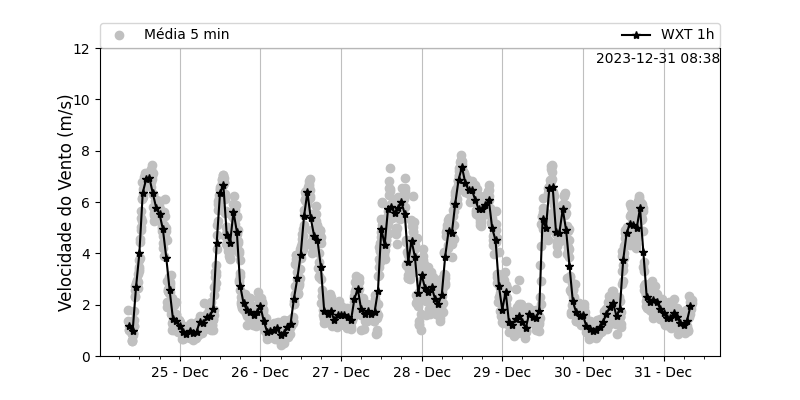 Média 5 min
WXT 1h
2023-12-31 08:38
Velocidade do Vento (m/s)
12
10
8
6
4
2
0
25 - Dec
26 - Dec
27 - Dec
28 - Dec
29 - Dec
30 - Dec
31 - Dec